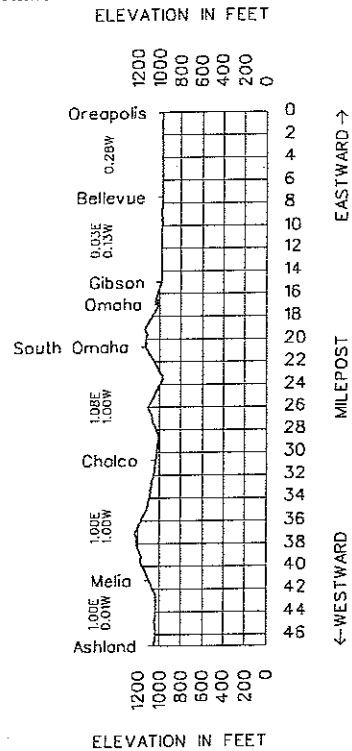 ELEVATION IN FEET
1200 1000 800 600 400 200 0
Oreapolis
Bellevue
Gibson
Omaha
South Omaha
Chalco
Melia
Ashland
0.28W
0.03E
0.13W
1.08E
1.00W
1.00E
1.00W
1.00E
0.01W
0
2
4
6
8
10
12
14
16
18
20
22
24
26
28
30
32
34
36
38
40
42
44
46
EASTWARD →
MILEPOST
← WESTWARD
1200 1000 800 600 400 200 0
ELEVATION IN FEET